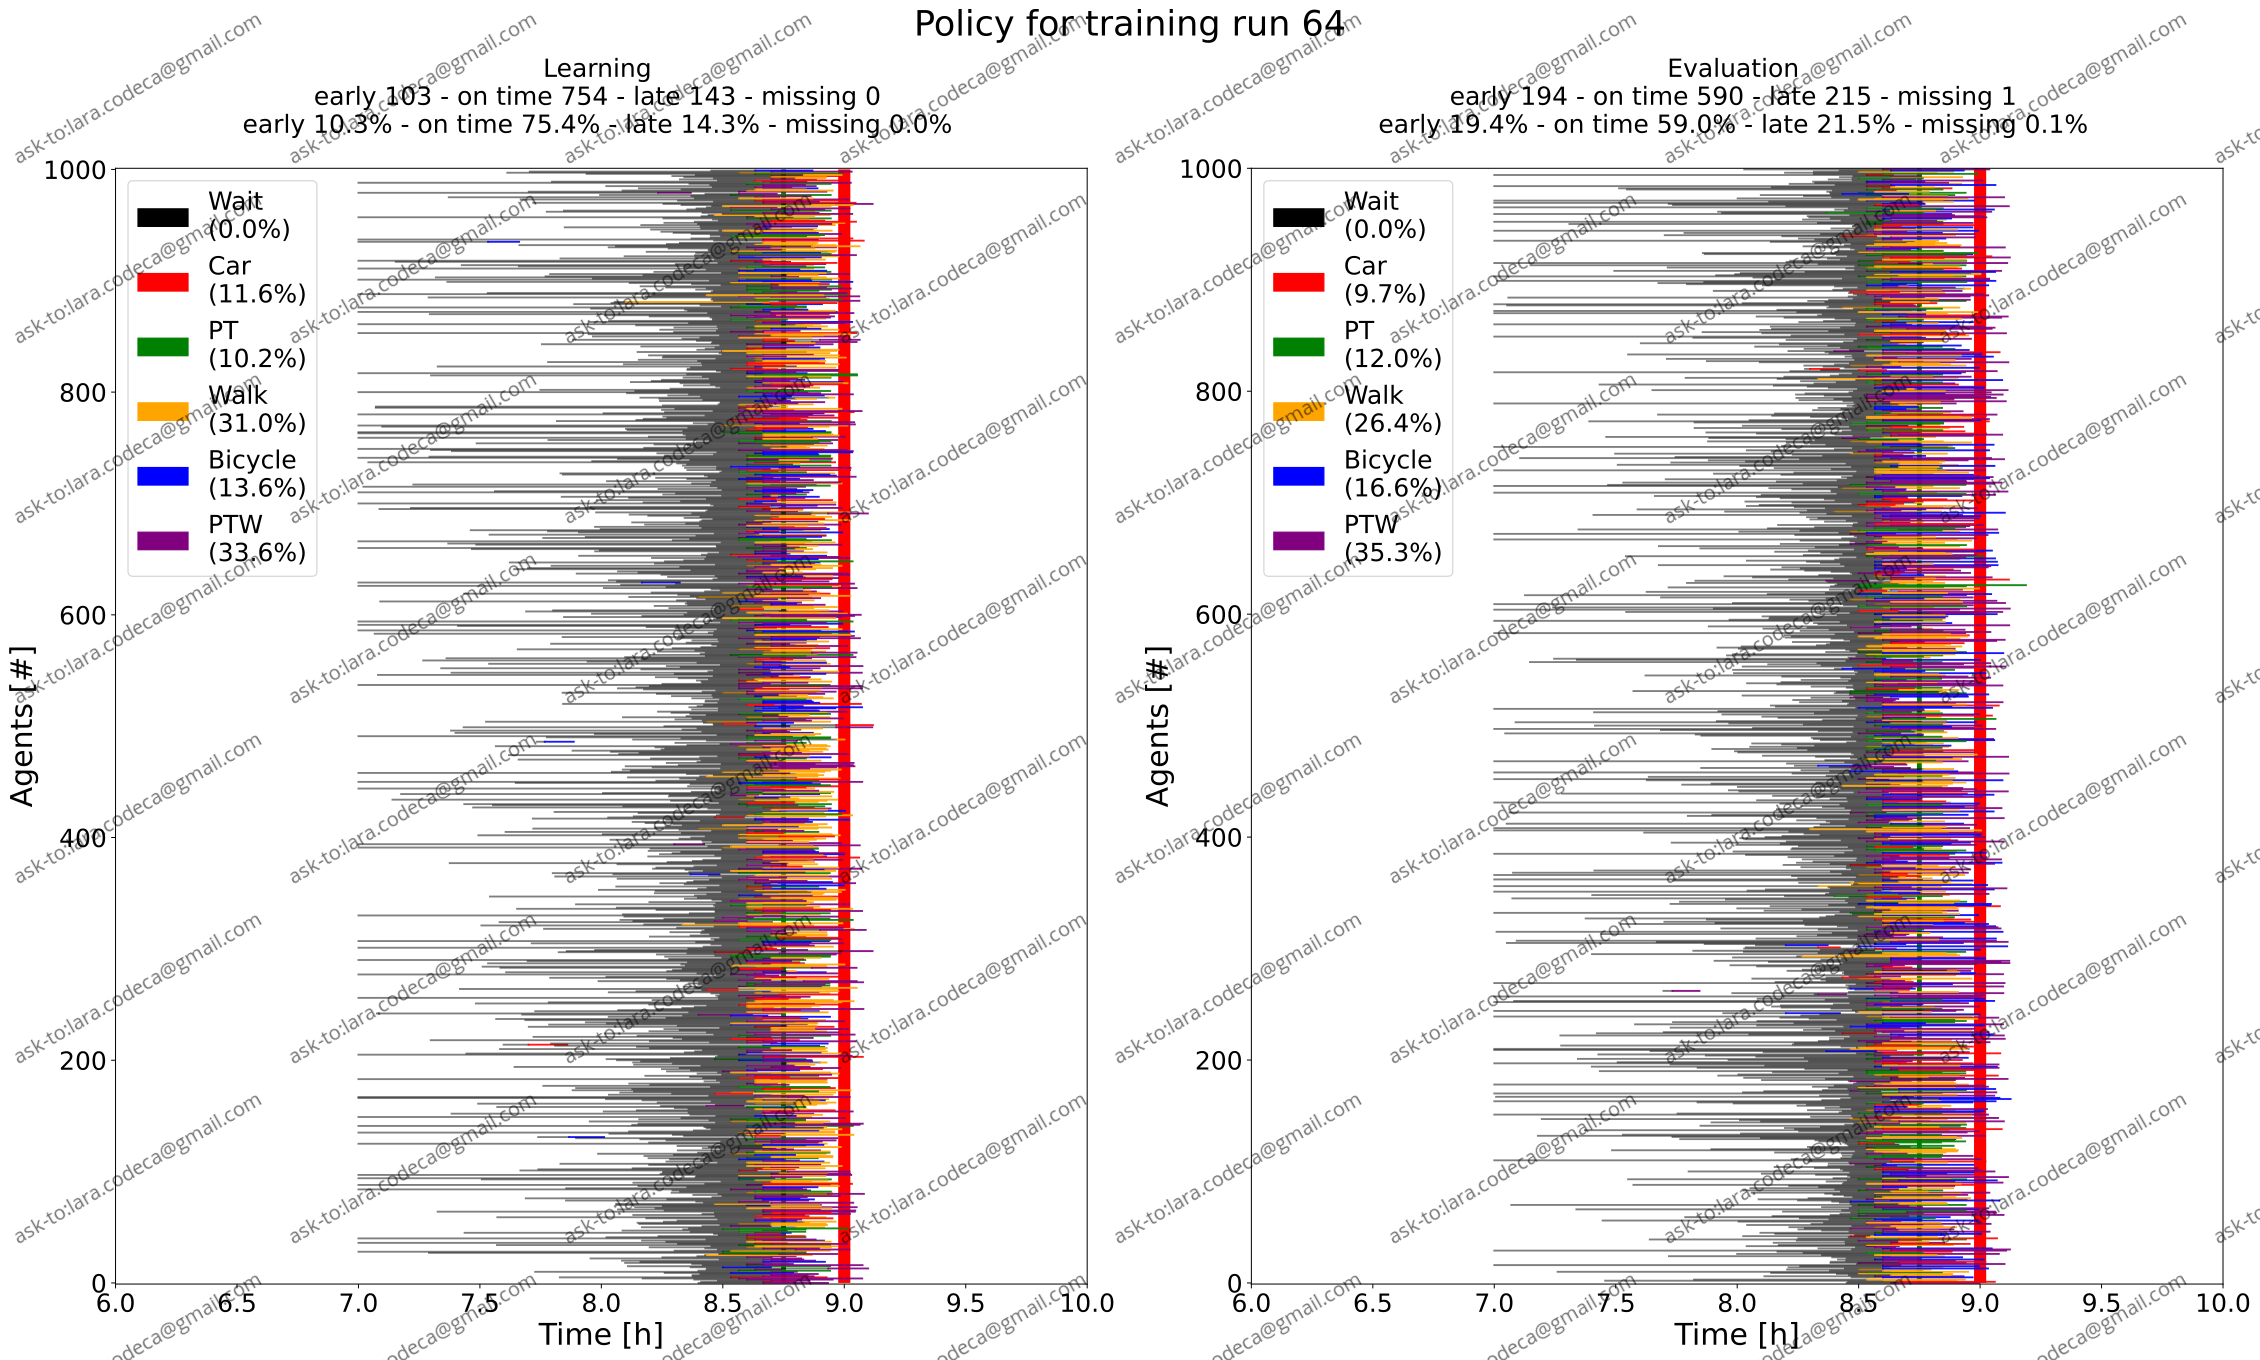 Policy for training run 64
Learning
early 103 - on time 754 - late 143 - missing 0
early 10.3% - on time 75.4% - late 14.3% - missing 0.0%
1000
800
600
400
200
0
Agents [#]
Wait
(0.0%)
Car
(11.6%)
PT
(10.2%)
Walk
(31.0%)
Bicycle
(13.6%)
PTW
(33.6%)
6.0 6.5 7.0 7.5 8.0 8.5 9.0 9.5 10.0
Time [h]
Evaluation
early 194 - on time 590 - late 215 - missing 1
early 19.4% - on time 59.0% - late 21.5% - missing 0.1%
1000
800
600
400
200
0
Agents [#]
Wait
(0.0%)
Car
(9.7%)
PT
(12.0%)
Walk
(26.4%)
Bicycle
(16.6%)
PTW
(35.3%)
6.0 6.5 7.0 7.5 8.0 8.5 9.0 9.5 10.0
Time [h]
ask-to:lara.codeca@gmail.com